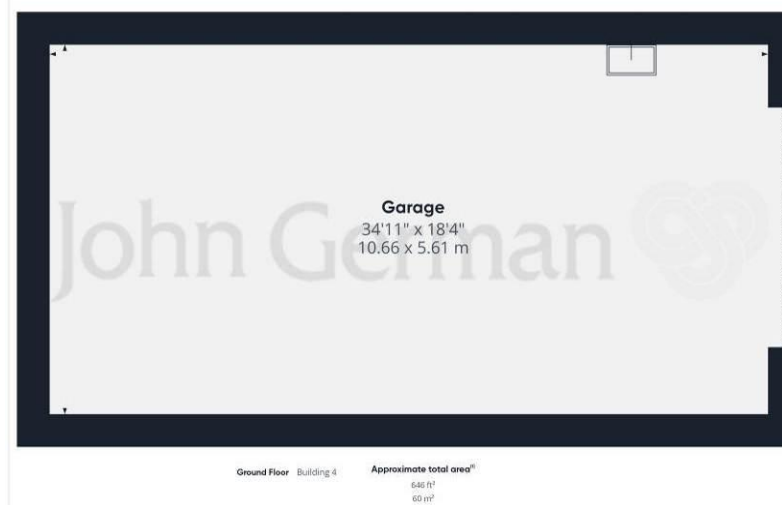 John German
Garage
34'11" x 18'4"
10.66 x 5.61 m
Ground Floor Building 4
Approximate total area⁽¹⁾
646 ft²
60 m²